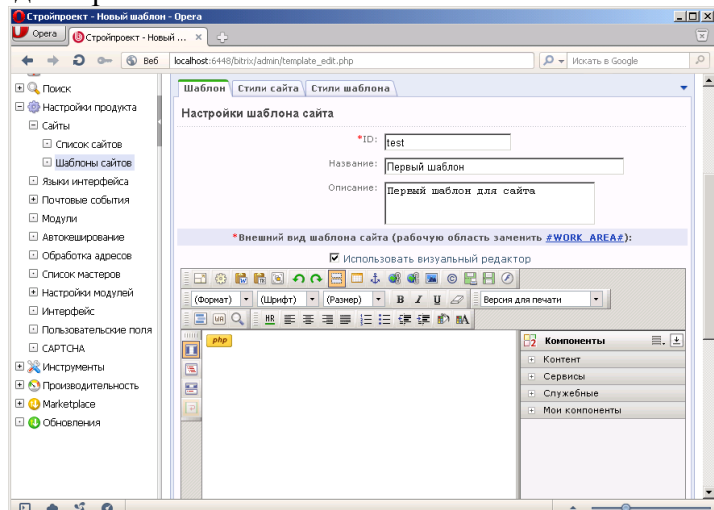 Стройпроект - Новый шаблон - Opera
Opera
Стройпроект - Новый ...
Веб
localhost:6448/bitrix/admin/template_edit.php
Искать в Google
Поиск
Настройки продукта
Сайты
Список сайтов
Шаблоны сайтов
Языки интерфейса
Почтовые события
Модули
Автокеширование
Обработка адресов
Список мастеров
Настройки модулей
Интерфейс
Пользовательские поля
CAPTCHA
Инструменты
Производительность
Marketplace
Обновления
Шаблон
Стили сайта
Стили шаблона
Настройки шаблона сайта
*ID: test
Название: Первый шаблон
Описание: Первый шаблон для сайта
*Внешний вид шаблона сайта (рабочую область заменить #WORK_AREA#):
Использовать визуальный редактор
(Формат) (Шрифт) (Размер) B I U Версия для печати
HR
php
Компоненты
Контент
Сервисы
Служебные
Мои компоненты